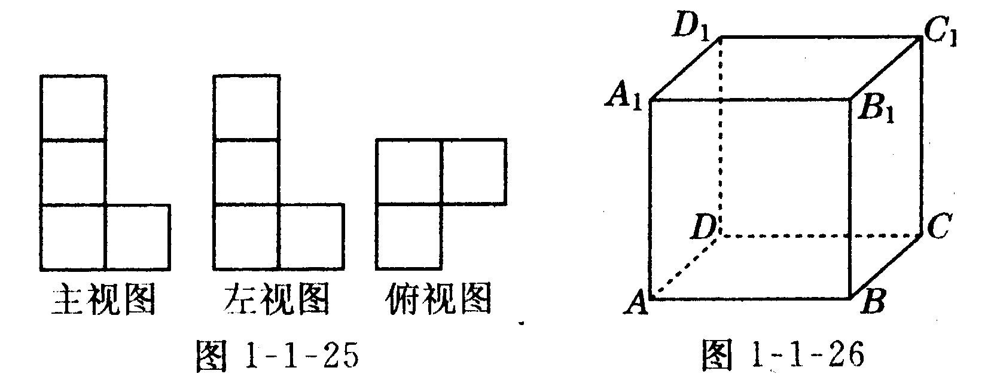 主视图 左视图 俯视图
图 1-1-25
D₁ C₁
A₁ B₁
D C
A B
图 1-1-26